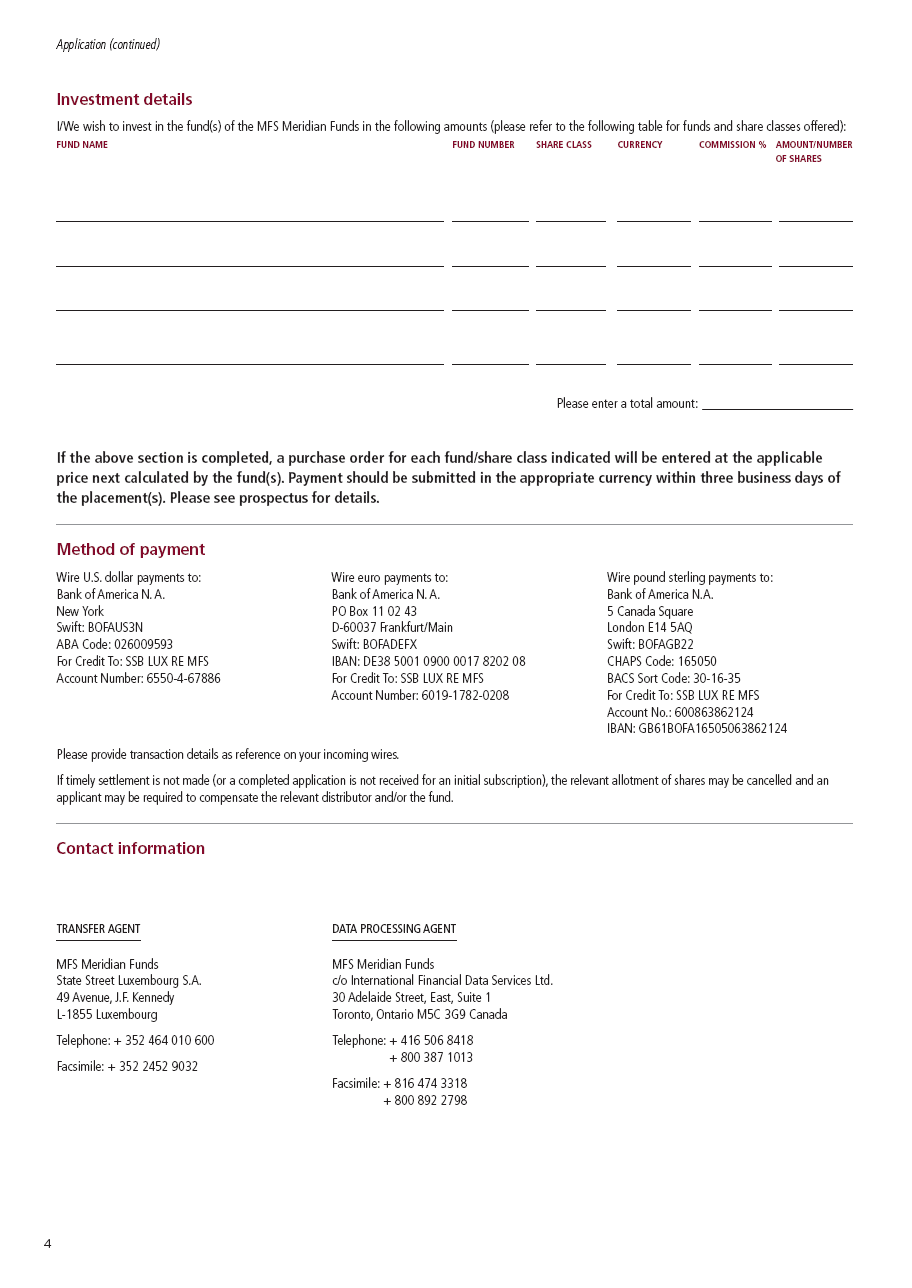 Application (continued)
Investment details
I/We wish to invest in the fund(s) of the MFS Meridian Funds in the following amounts (please refer to the following table for funds and share classes offered):
FUND NAME FUND NUMBER SHARE CLASS CURRENCY COMMISSION % AMOUNT/NUMBER
OF SHARES
Please enter a total amount:
If the above section is completed, a purchase order for each fund/share class indicated will be entered at the applicable
price next calculated by the fund(s). Payment should be submitted in the appropriate currency within three business days of
the placement(s). Please see prospectus for details.
Method of payment
Wire U.S. dollar payments to:
Bank of America N. A.
New York
Swift: BOFAUS3N
ABA Code: 026009593
For Credit To: SSB LUX RE MFS
Account Number: 6550-4-67886
Wire euro payments to:
Bank of America N. A.
PO Box 11 02 43
D-60037 Frankfurt/Main
Swift: BOFADEFX
IBAN: DE38 5001 0900 0017 8202 08
For Credit To: SSB LUX RE MFS
Account Number: 6019-1782-0208
Wire pound sterling payments to:
Bank of America N.A.
5 Canada Square
London E14 5AQ
Swift: BOFAGB22
CHAPS Code: 165050
BACS Sort Code: 30-16-35
For Credit To: SSB LUX RE MFS
Account No.: 600863862124
IBAN: GB61BOFA16505063862124
Please provide transaction details as reference on your incoming wires.
If timely settlement is not made (or a completed application is not received for an initial subscription), the relevant allotment of shares may be cancelled and an
applicant may be required to compensate the relevant distributor and/or the fund.
Contact information
TRANSFER AGENT
MFS Meridian Funds
State Street Luxembourg S.A.
49 Avenue, J.F. Kennedy
L-1855 Luxembourg
Telephone: + 352 464 010 600
Facsimile: + 352 2452 9032
DATA PROCESSING AGENT
MFS Meridian Funds
c/o International Financial Data Services Ltd.
30 Adelaide Street, East, Suite 1
Toronto, Ontario M5C 3G9 Canada
Telephone: + 416 506 8418
+ 800 387 1013
Facsimile: + 816 474 3318
+ 800 892 2798
4